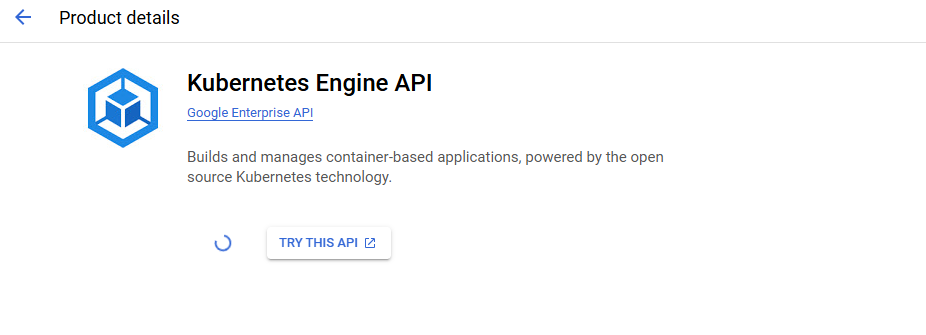 Product details
Kubernetes Engine API
Google Enterprise API
Builds and manages container-based applications, powered by the open
source Kubernetes technology.
TRY THIS API